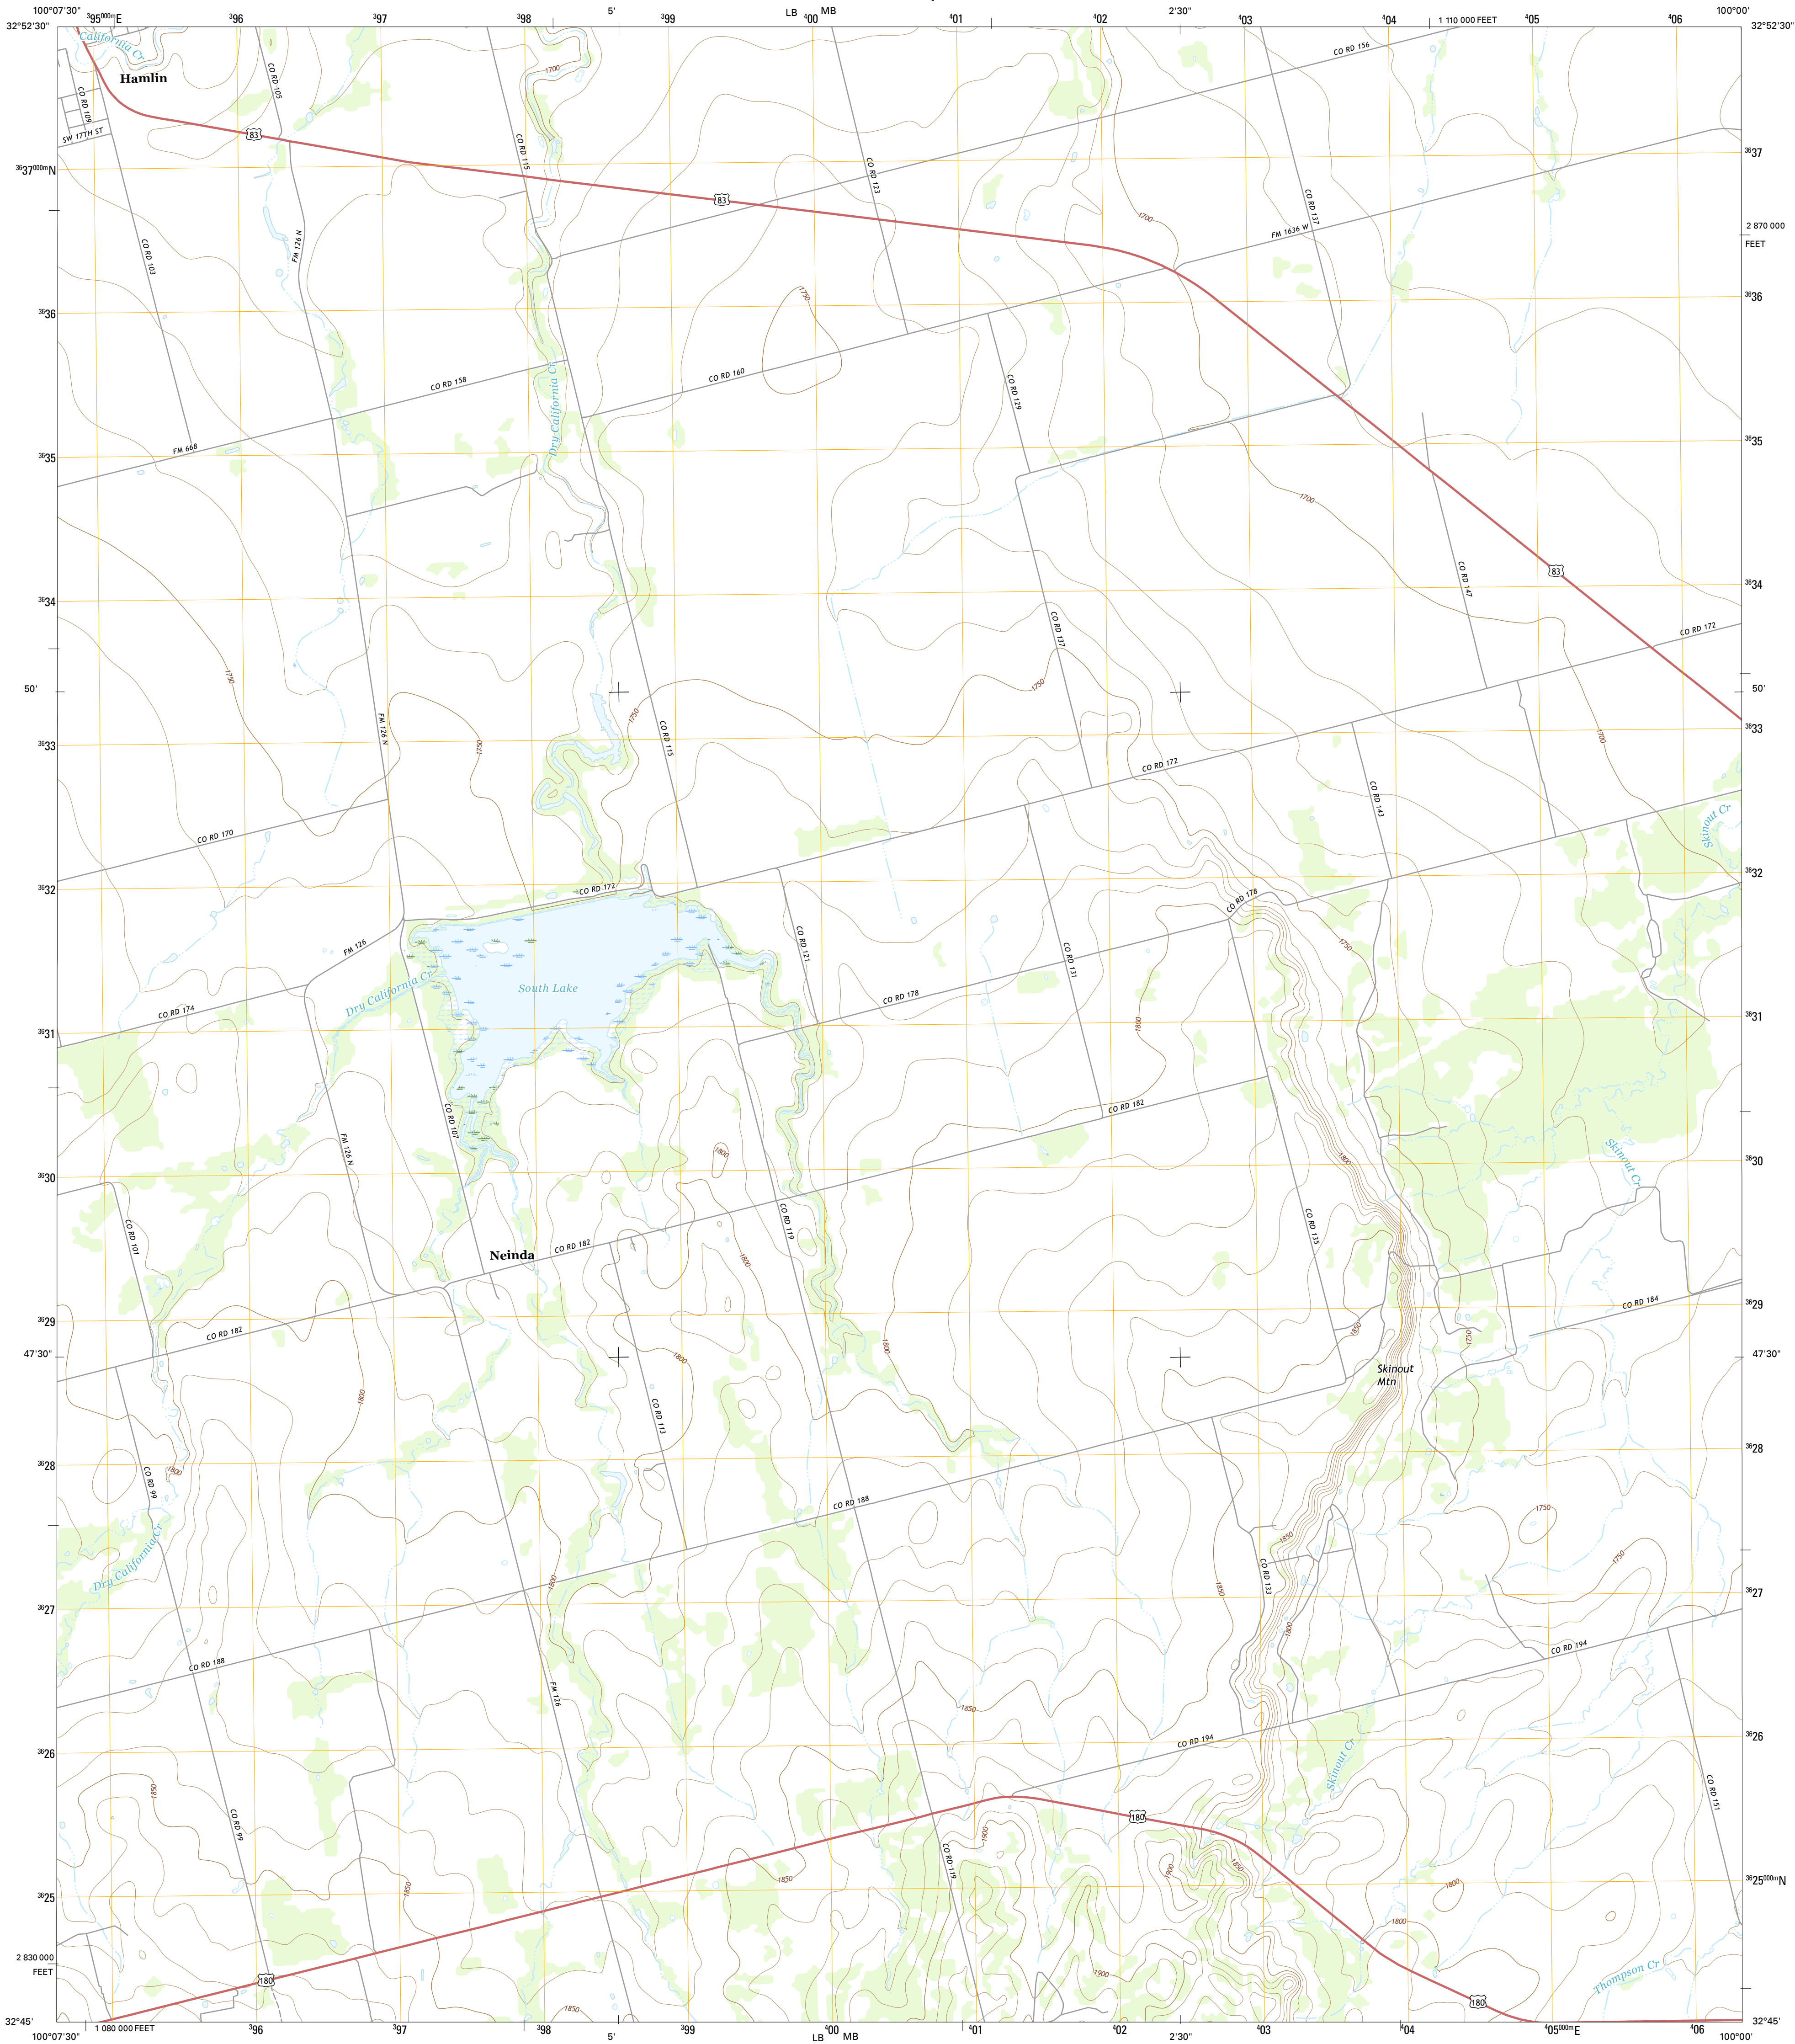 100°07'30"
³95⁰⁰⁰ᵐE
³96
³97
³98
5'
³99
LB
MB
⁴00
⁴01
⁴02
2'30"
⁴03
⁴04
1 110 000 FEET
⁴05
⁴06
100°00'
32°52'30"
32°52'30"
California Cr
Hamlin
CO RD 109
SW 17TH ST
CO RD 105
83
1700
CO RD 115
CO RD 156
CO RD 123
83
CO RD 137
³⁶37⁰⁰⁰ᵐN
³⁶37
1700
FM 1636 W
2 870 000
FEET
CO RD 103
FM 126 N
1750
³⁶36
³⁶36
CO RD 158
CO RD 160
CO RD 129
Dry California Cr
FM 668
³⁶35
³⁶35
1700
83
CO RD 147
³⁶34
³⁶34
CO RD 137
CO RD 172
1750
50'
1750
50'
FM 126 N
1750
1750
CO RD 115
³⁶33
³⁶33
1700
CO RD 172
CO RD 143
Skinout Cr
CO RD 170
³⁶32
CO RD 172
³⁶32
CO RD 178
FM 126
CO RD 121
CO RD 131
1750
Dry California Cr
South Lake
CO RD 178
CO RD 174
1800
³⁶31
³⁶31
CO RD 182
CO RD 107
FM 126 N
1800
1800
Skinout Cr
³⁶30
³⁶30
CO RD 101
CO RD 119
CO RD 135
Neinda
CO RD 182
1800
CO RD 184
³⁶29
³⁶29
CO RD 182
1850
1750
1800
1800
47'30"
47'30"
Skinout
Mtn
1800
CO RD 113
³⁶28
³⁶28
1800
CO RD 99
CO RD 188
1750
1850
Dry California Cr
1750
CO RD 133
1800
1850
³⁶27
³⁶27
1800
CO RD 194
CO RD 188
FM 126
1850
³⁶26
³⁶26
CO RD 194
Skinout Cr
1850
CO RD 151
CO RD 99
180
1900
CO RD 119
1900
1850
1850
1850
1800
³⁶25
³⁶25⁰⁰⁰ᵐN
1800
2 830 000
FEET
180
1900
Thompson Cr
180
1850
32°45'
32°45'
1 080 000 FEET
100°07'30"
³96
³97
³98
5'
³99
LB
MB
⁴00
⁴01
⁴02
2'30"
⁴03
⁴04
⁴05⁰⁰⁰ᵐE
⁴06
100°00'